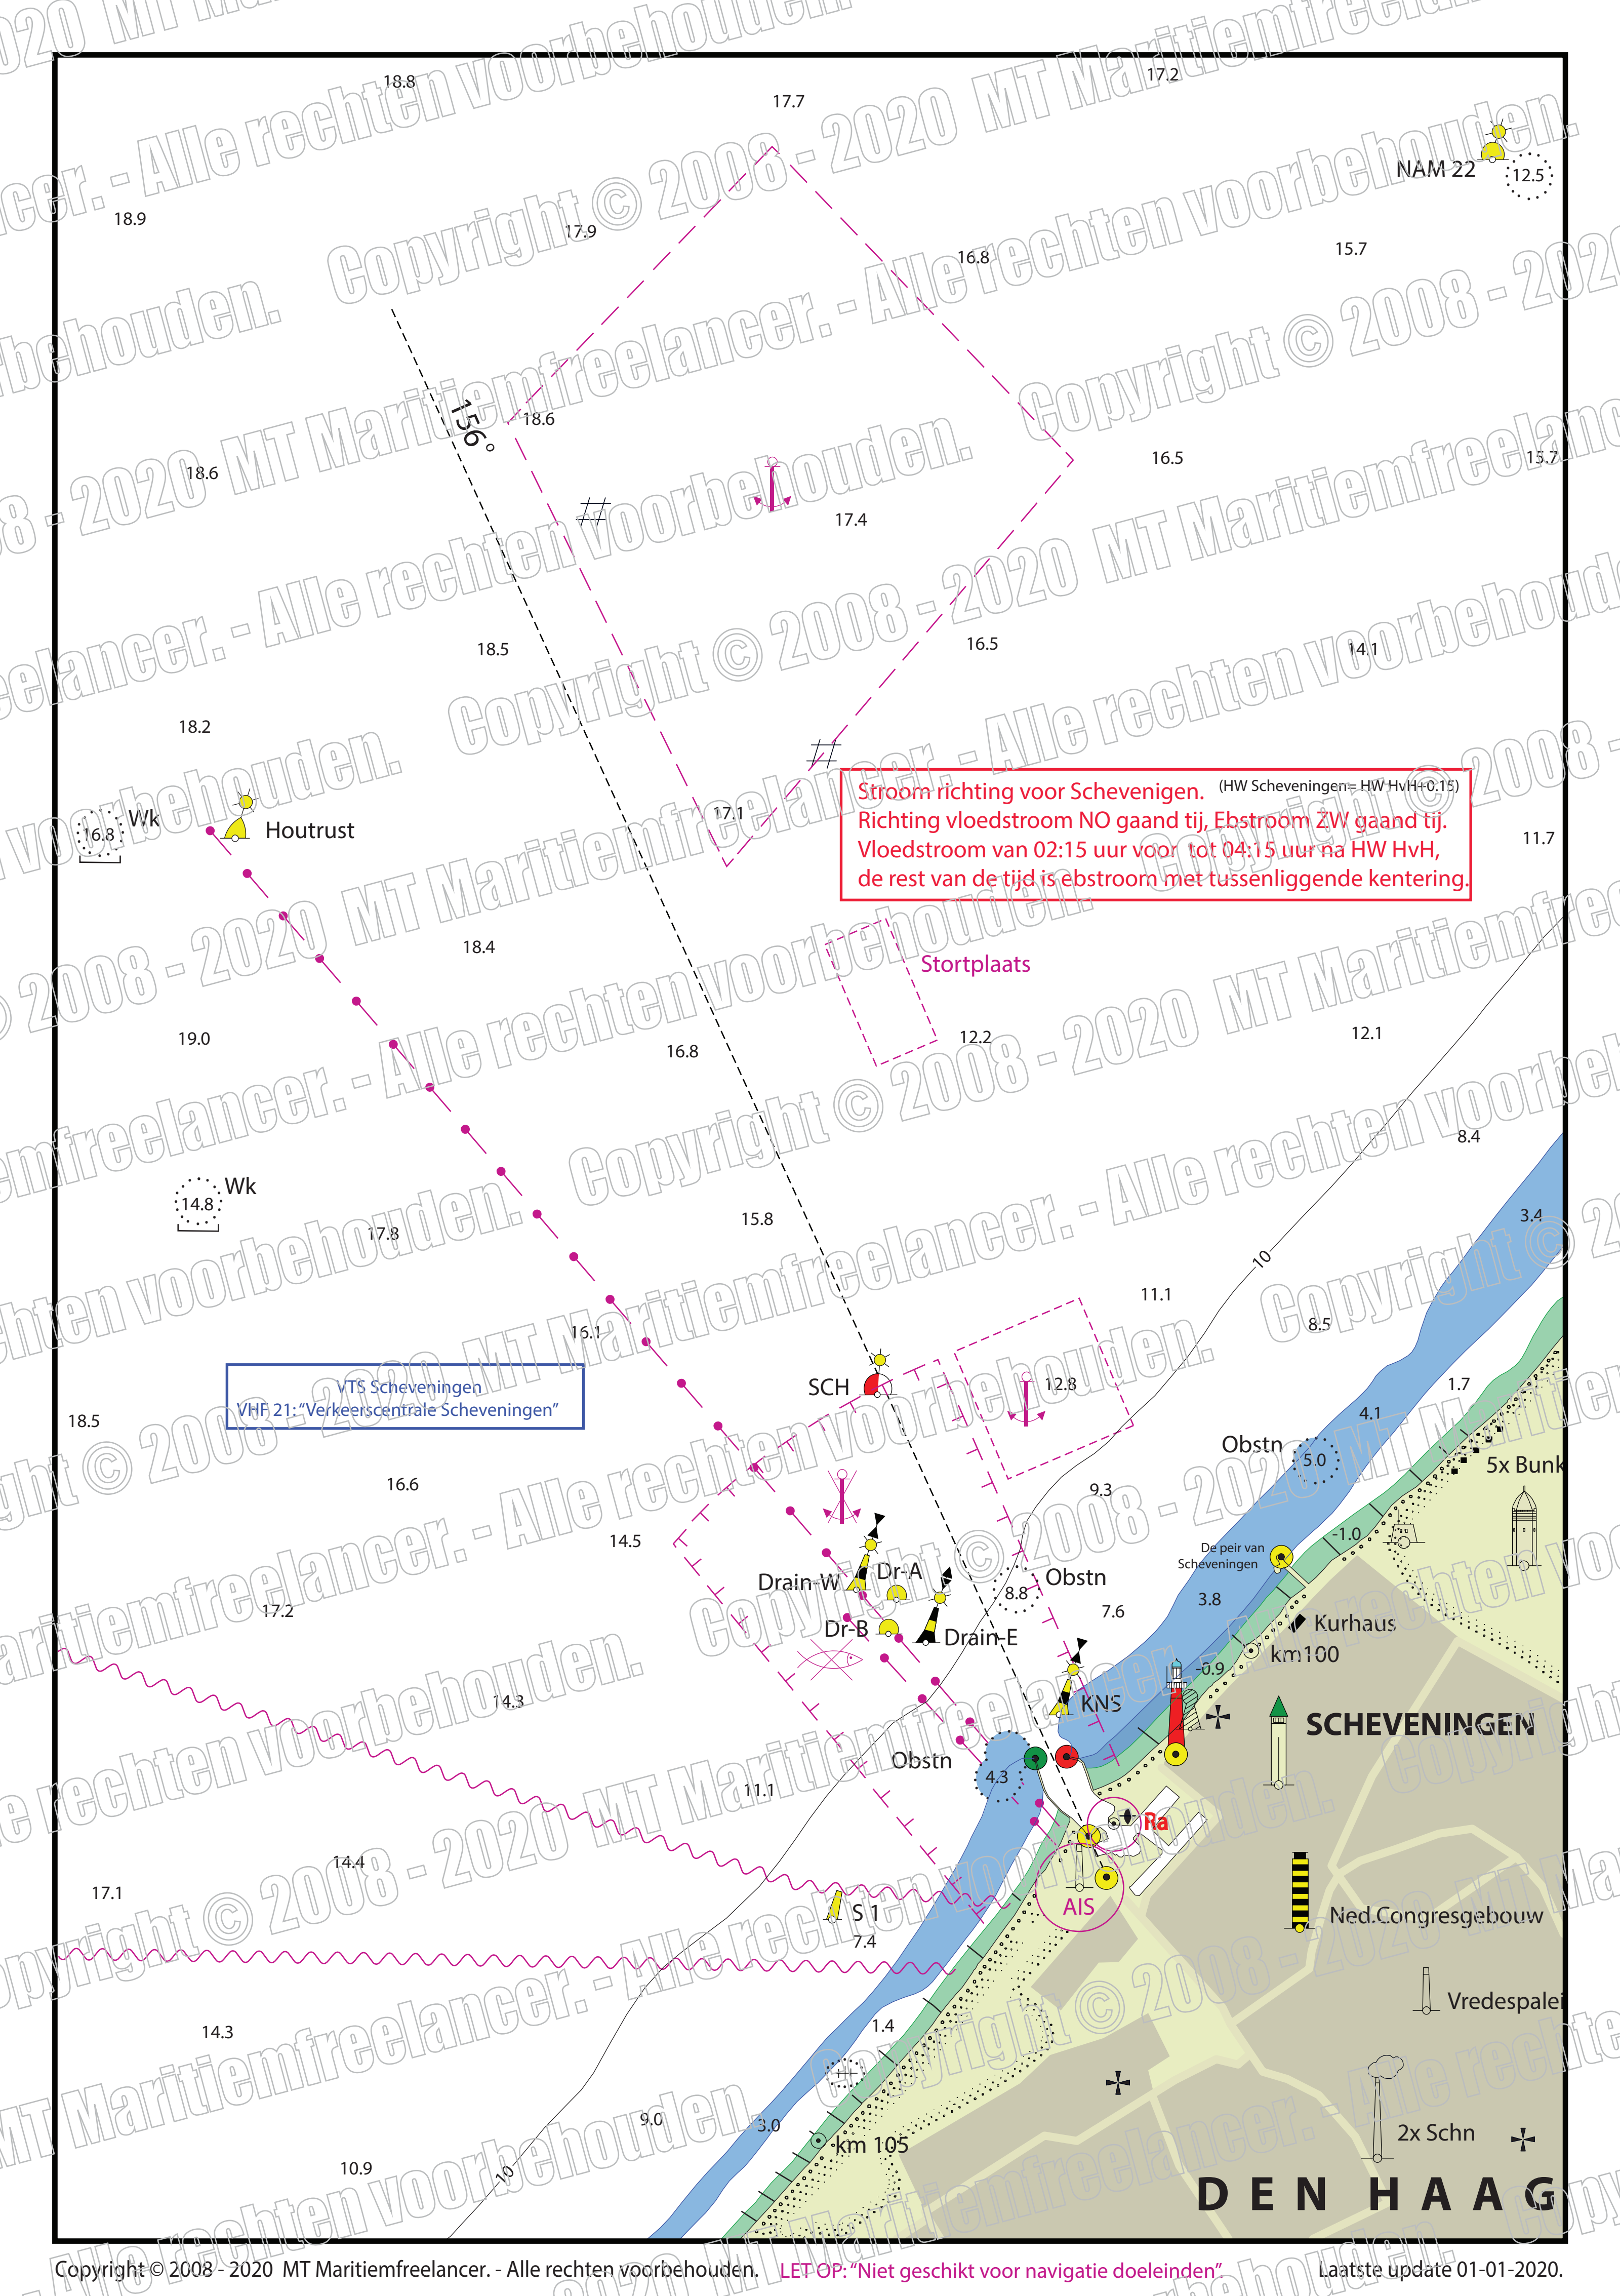 18.8
17.2
17.7
NAM 22
12.5
18.9
17.9
16.8
15.7
156°
18.6
18.6
16.5
15.7
17.4
18.5
16.5
14.1
18.2
Wk
16.8
Houtrust
17.1
Stroom richting voor Schevenigen. (HW Scheveningen= HW HvH+0.15)
Richting vloedstroom NO gaand tij, Ebstroom ZW gaand tij.
Vloedstroom van 02:15 uur voor tot 04:15 uur na HW HvH,
de rest van de tijd is ebstroom met tussenliggende kentering.
11.7
18.4
Stortplaats
19.0
16.8
12.2
12.1
8.4
Wk
14.8
17.8
15.8
3.4
10
11.1
16.1
8.5
VTS Scheveningen
VHF 21: “Verkeerscentrale Scheveningen”
SCH
12.8
1.7
4.1
18.5
Obstn
5.0
5x Bunk
16.6
9.3
14.5
-1.0
De peir van
Scheveningen
Drain-W
Dr-A
Obstn
8.8
17.2
7.6
3.8
Dr-B
Drain-E
Kurhaus
km100
-0.9
14.3
KNS
SCHEVENINGEN
Obstn
4.3
11.1
Ra
14.4
17.1
AIS
S 1
Ned.Congresgebouw
7.4
Vredespalei
14.3
1.4
9.0
3.0
2x Schn
km 105
10.9
10
DEN HAAG
Copyright © 2008 - 2020 MT Maritiemfreelancer. - Alle rechten voorbehouden.
Copyright © 2008 - 2020 MT Maritiemfreelancer. - Alle rechten voorbehouden. LET OP: “Niet geschikt voor navigatie doeleinden”. Laatste update 01-01-2020.